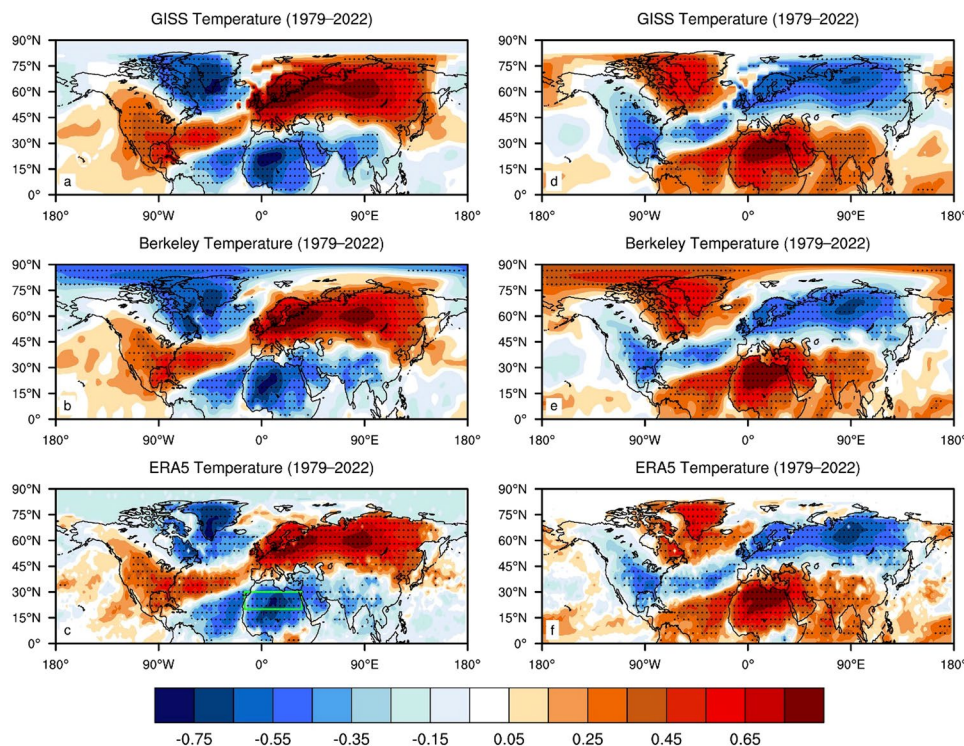 GISS Temperature (1979–2022)
90°N
75°N
60°N
45°N
30°N
15°N
0°
a
180° 90°W 0° 90°E 180°
GISS Temperature (1979–2022)
90°N
75°N
60°N
45°N
30°N
15°N
0°
d
180° 90°W 0° 90°E 180°
Berkeley Temperature (1979–2022)
90°N
75°N
60°N
45°N
30°N
15°N
0°
b
180° 90°W 0° 90°E 180°
Berkeley Temperature (1979–2022)
90°N
75°N
60°N
45°N
30°N
15°N
0°
e
180° 90°W 0° 90°E 180°
ERA5 Temperature (1979–2022)
90°N
75°N
60°N
45°N
30°N
15°N
0°
c
180° 90°W 0° 90°E 180°
ERA5 Temperature (1979–2022)
90°N
75°N
60°N
45°N
30°N
15°N
0°
f
180° 90°W 0° 90°E 180°
-0.75 -0.55 -0.35 -0.15 0.05 0.25 0.45 0.65